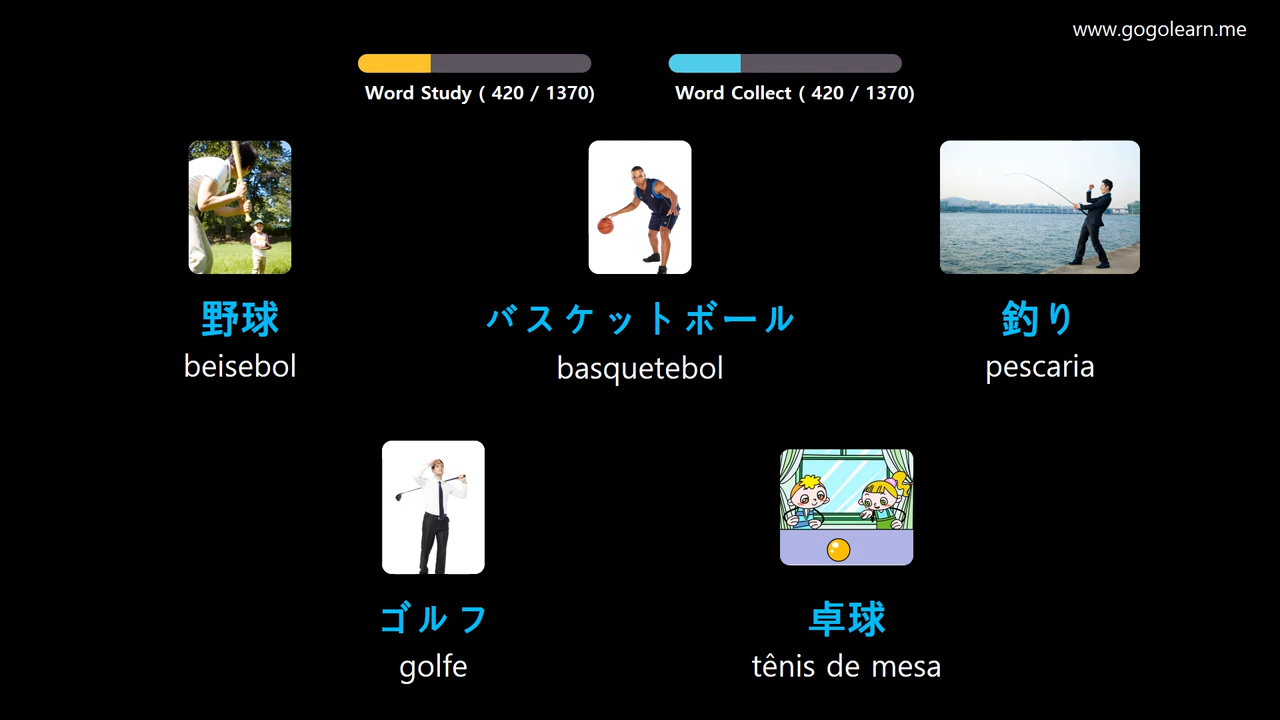 www.gogolearn.me
Word Study ( 420 / 1370)
Word Collect ( 420 / 1370)
野球
beisebol
バスケットボール
basquetebol
釣り
pescaria
ゴルフ
golfe
卓球
tênis de mesa